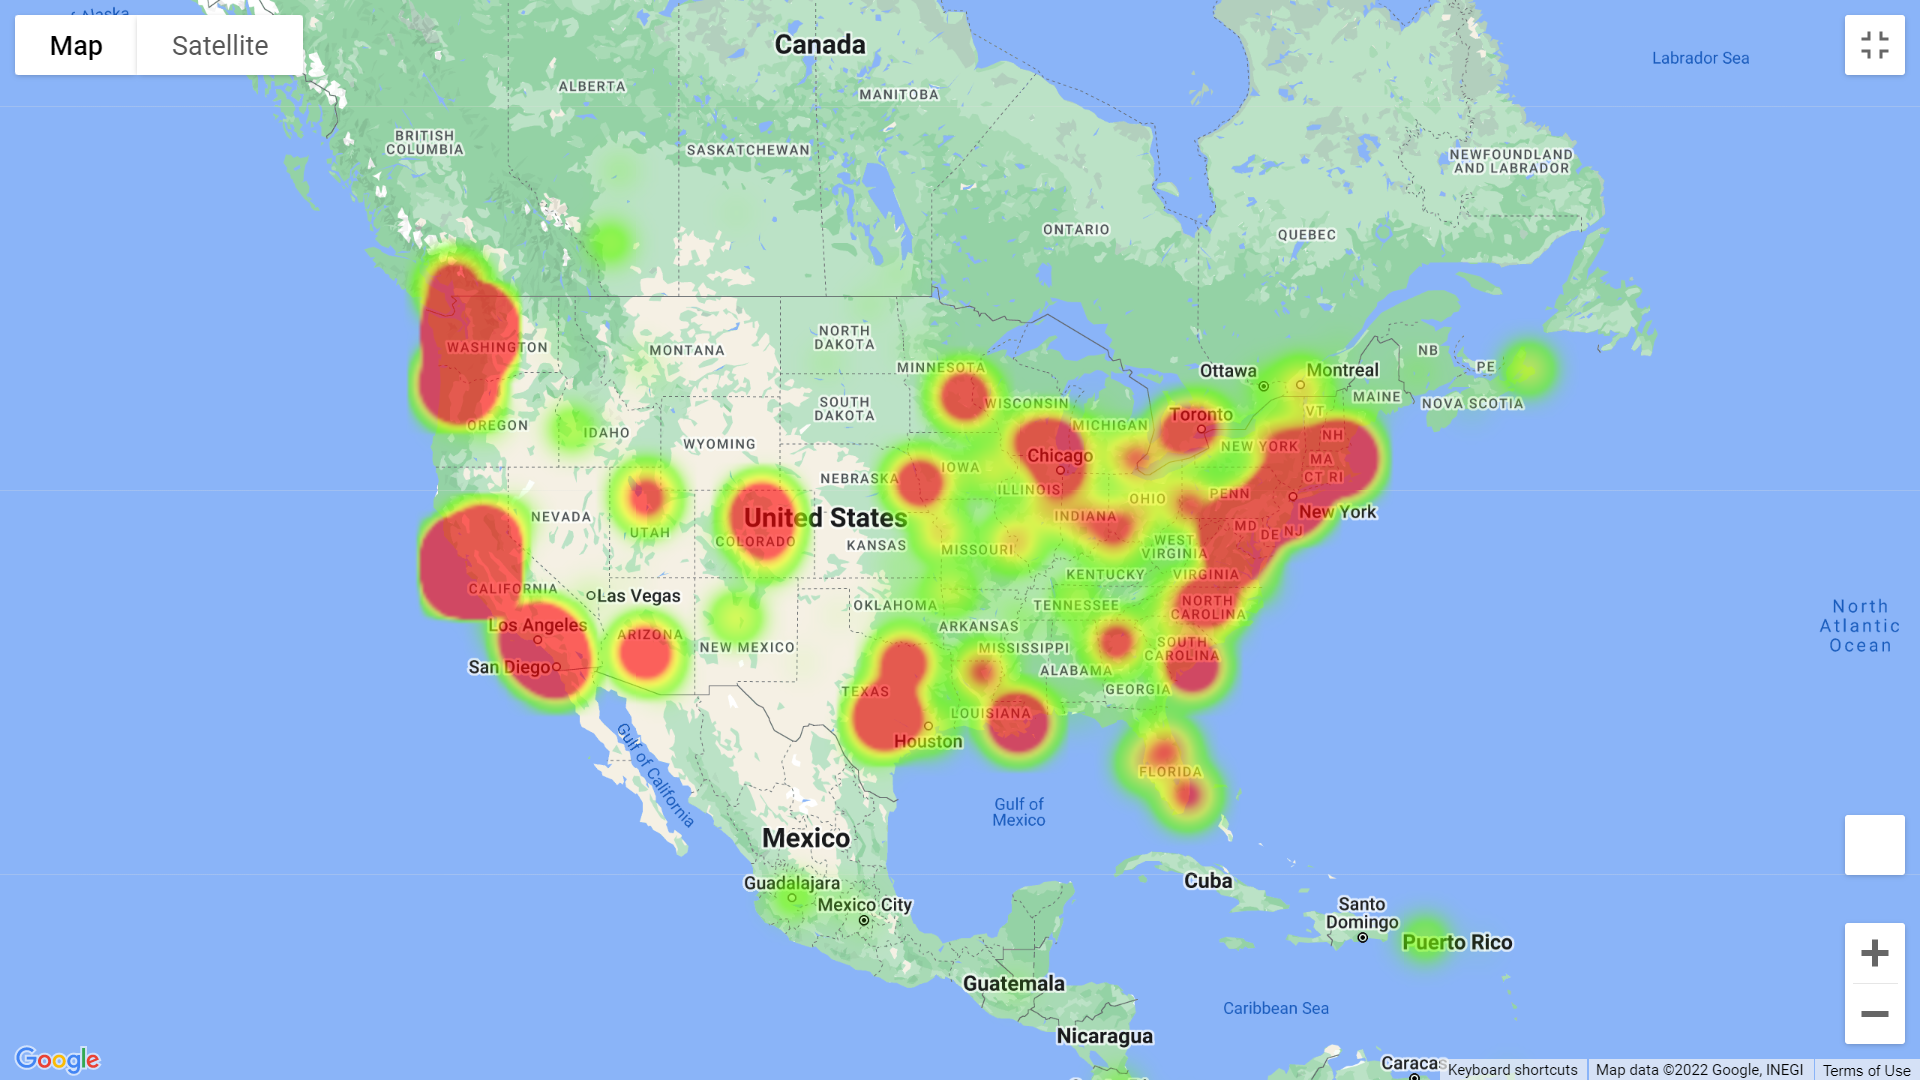 Map
Satellite
Canada
Labrador Sea
ALBERTA
MANITOBA
BRITISH
COLUMBIA
SASKATCHEWAN
NEWFOUNDLAND
AND LABRADOR
ONTARIO
QUEBEC
NORTH
DAKOTA
WASHINGTON
MONTANA
MINNESOTA
Ottawa
Montreal
NB
PE
SOUTH
DAKOTA
WISCONSIN
MICHIGAN
Toronto
VT
MAINE
NOVA SCOTIA
OREGON
IDAHO
WYOMING
NH
NEW YORK
MA
CT RI
Chicago
IOWA
NEBRASKA
ILLINOIS
OHIO
PENN
New York
NEVADA
UTAH
United States
COLORADO
KANSAS
INDIANA
MD
DE
NJ
MISSOURI
WEST
VIRGINIA
KENTUCKY
VIRGINIA
CALIFORNIA
Las Vegas
OKLAHOMA
TENNESSEE
NORTH
CAROLINA
North
Atlantic
Ocean
Los Angeles
ARIZONA
NEW MEXICO
ARKANSAS
MISSISSIPPI
SOUTH
CAROLINA
San Diego
ALABAMA
GEORGIA
TEXAS
LOUISIANA
Houston
Gulf of California
FLORIDA
Gulf of
Mexico
Mexico
Guadalajara
Mexico City
Cuba
Santo
Domingo
Puerto Rico
Guatemala
Caribbean Sea
Nicaragua
Caracas
Google
Keyboard shortcuts
Map data ©2022 Google, INEGI
Terms of Use